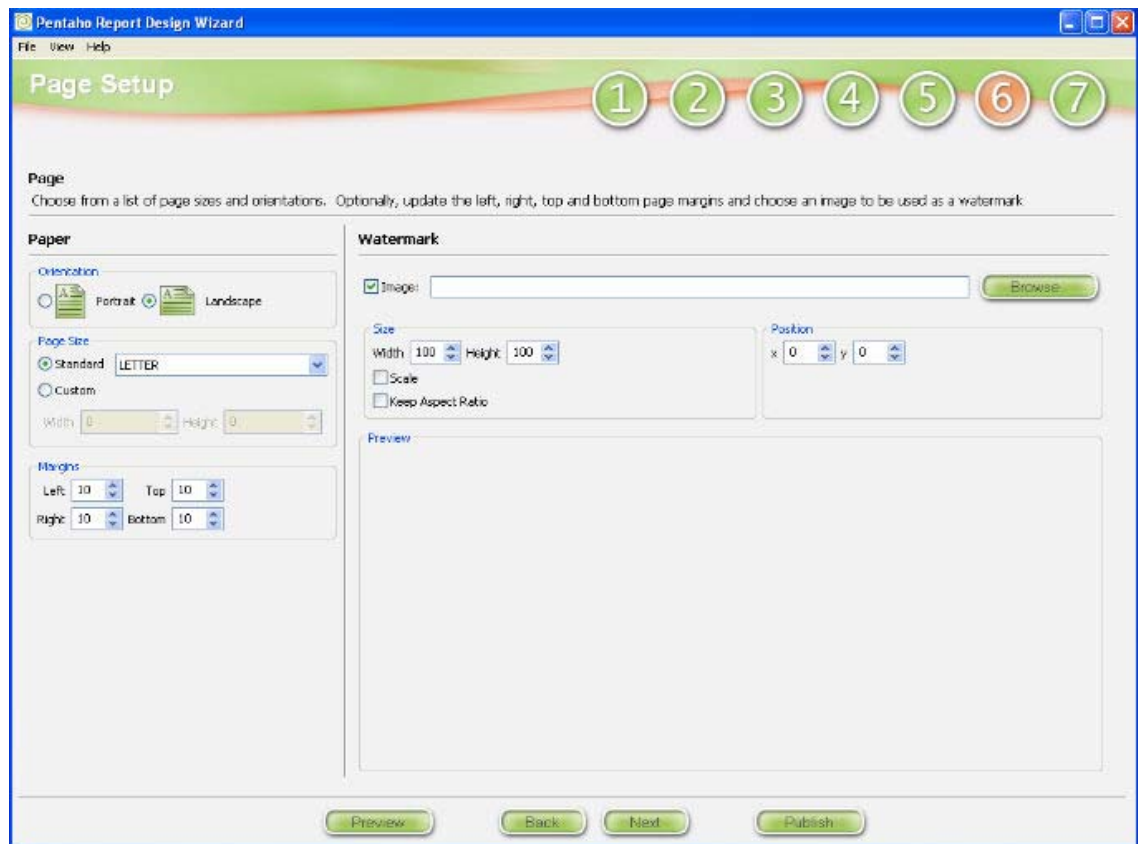 Pentaho Report Design Wizard
File View Help
Page Setup
1 2 3 4 5 6 7
Page
Choose from a list of page sizes and orientations. Optionally, update the left, right, top and bottom page margins and choose an image to be used as a watermark
Paper
Orientation
A Portrait A Landscape
Page Size
Standard LETTER
Custom
Width 0 Height 0
Margins
Left 10 Top 10
Right 10 Bottom 10
Watermark
Image: Browse
Size
Width 100 Height 100
Scale
Keep Aspect Ratio
Position
x 0 y 0
Preview
Preview Back Next Publish